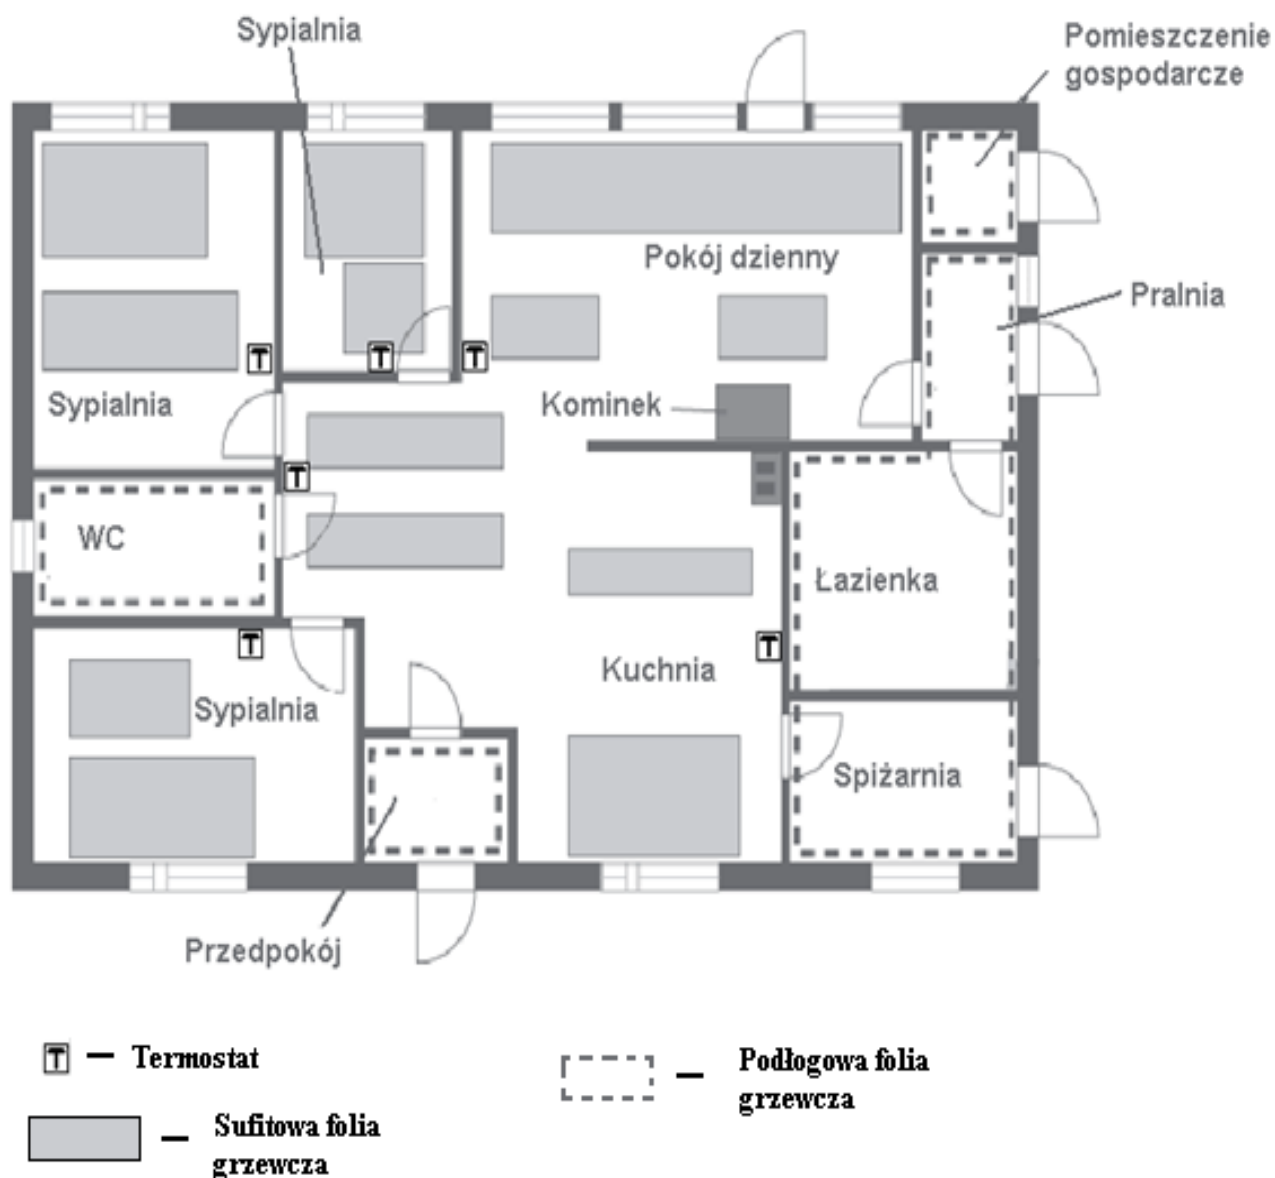 Sypialnia
Pomieszczenie
gospodarcze
Pokój dzienny
Pralnia
T
T
T
Sypialnia
Kominek
T
WC
Łazienka
T
T
Kuchnia
Sypialnia
Spiżarnia
Przedpokój
T – Termostat
– Podłogowa folia
grzewcza
– Sufitowa folia
grzewcza